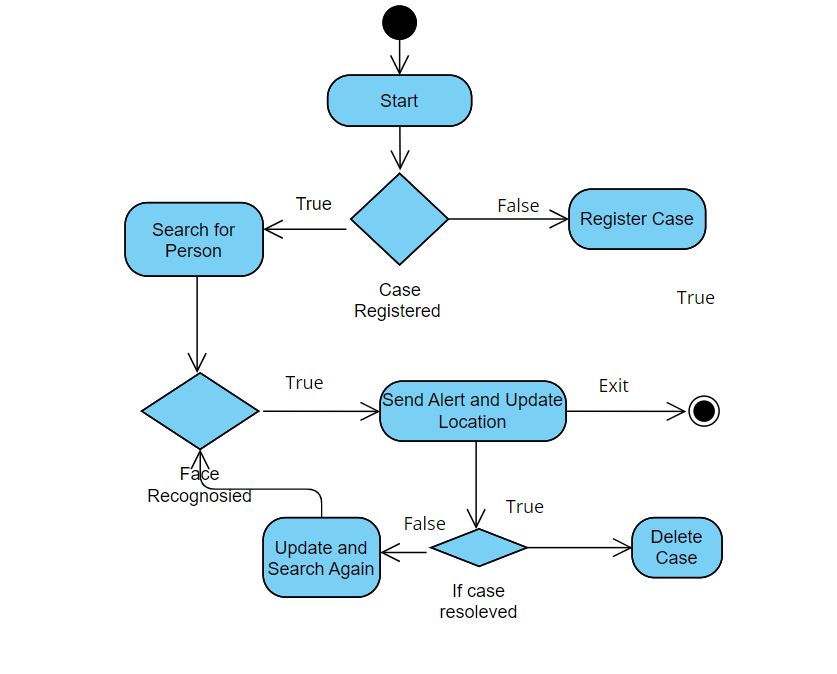 Start
True
False
Search for
Person
Register Case
Case
Registered
True
True
Send Alert and Update
Location
Exit
Face
Recognosied
False
True
Update and
Search Again
Delete
Case
If case
resoleved